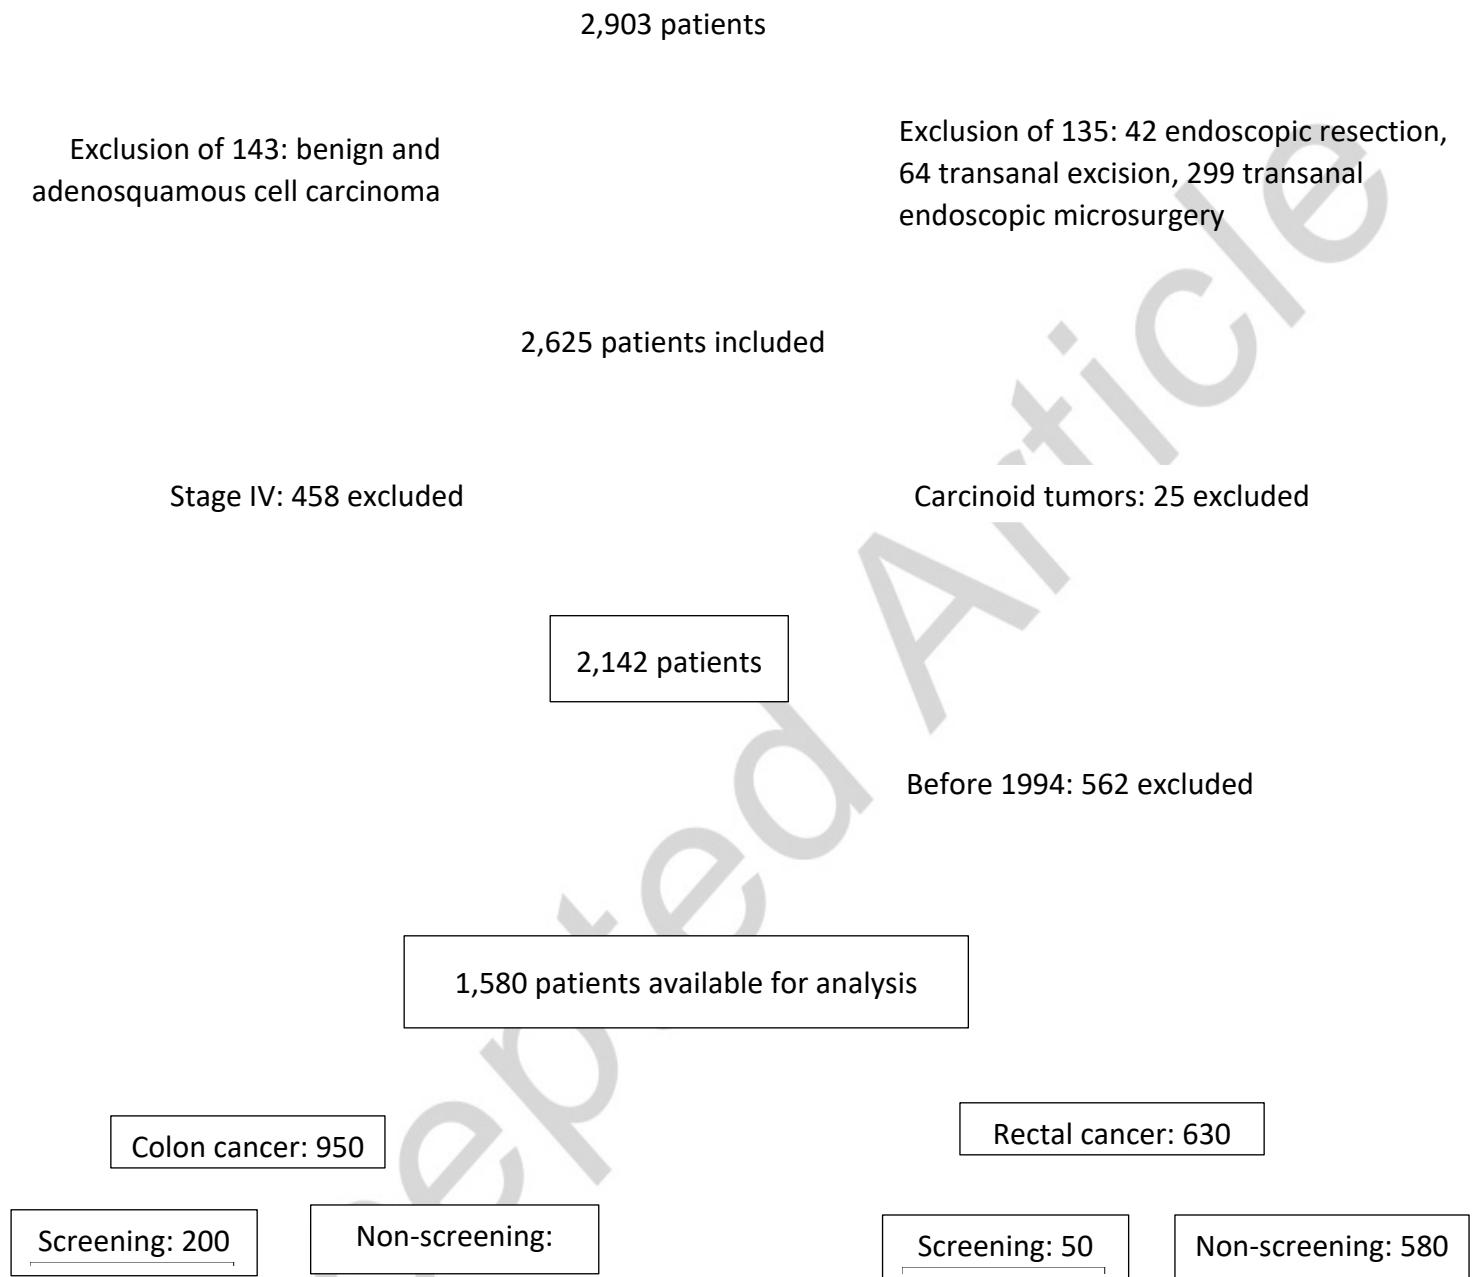 2,903 patients
Exclusion of 143: benign and
adenosquamous cell carcinoma
Exclusion of 135: 42 endoscopic resection,
64 transanal excision, 299 transanal
endoscopic microsurgery
2,625 patients included
Stage IV: 458 excluded
Carcinoid tumors: 25 excluded
2,142 patients
Before 1994: 562 excluded
1,580 patients available for analysis
Colon cancer: 950
Rectal cancer: 630
Screening: 200
Non-screening:
Screening: 50
Non-screening: 580
epted Article